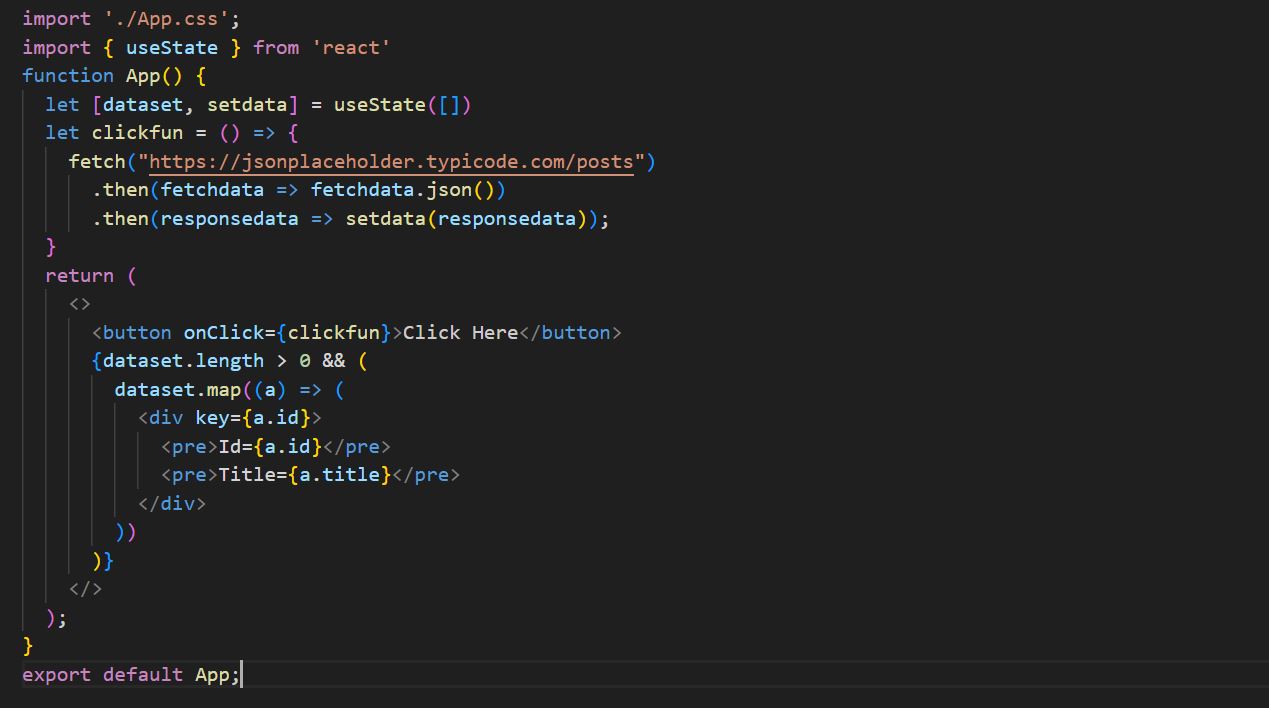 import './App.css';
import { useState } from 'react'
function App() {
  let [dataset, setdata] = useState([])
  let clickfun = () => {
    fetch("https://jsonplaceholder.typicode.com/posts")
      .then(fetchdata => fetchdata.json())
      .then(responsedata => setdata(responsedata));
  }
  return (
    <>
      <button onClick={clickfun}>Click Here</button>
      {dataset.length > 0 && (
        dataset.map((a) => (
          <div key={a.id}>
            <pre>Id={a.id}</pre>
            <pre>Title={a.title}</pre>
          </div>
        ))
      )}
    </>
  );
}
export default App;